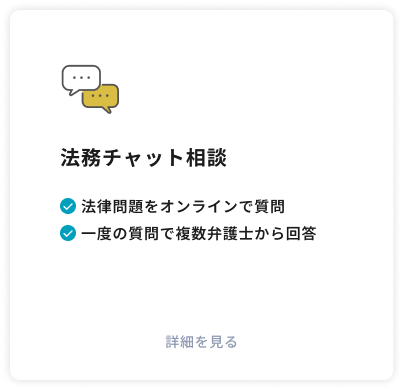 法務チャット相談
法律問題をオンラインで質問
一度の質問で複数弁護士から回答
詳細を見る